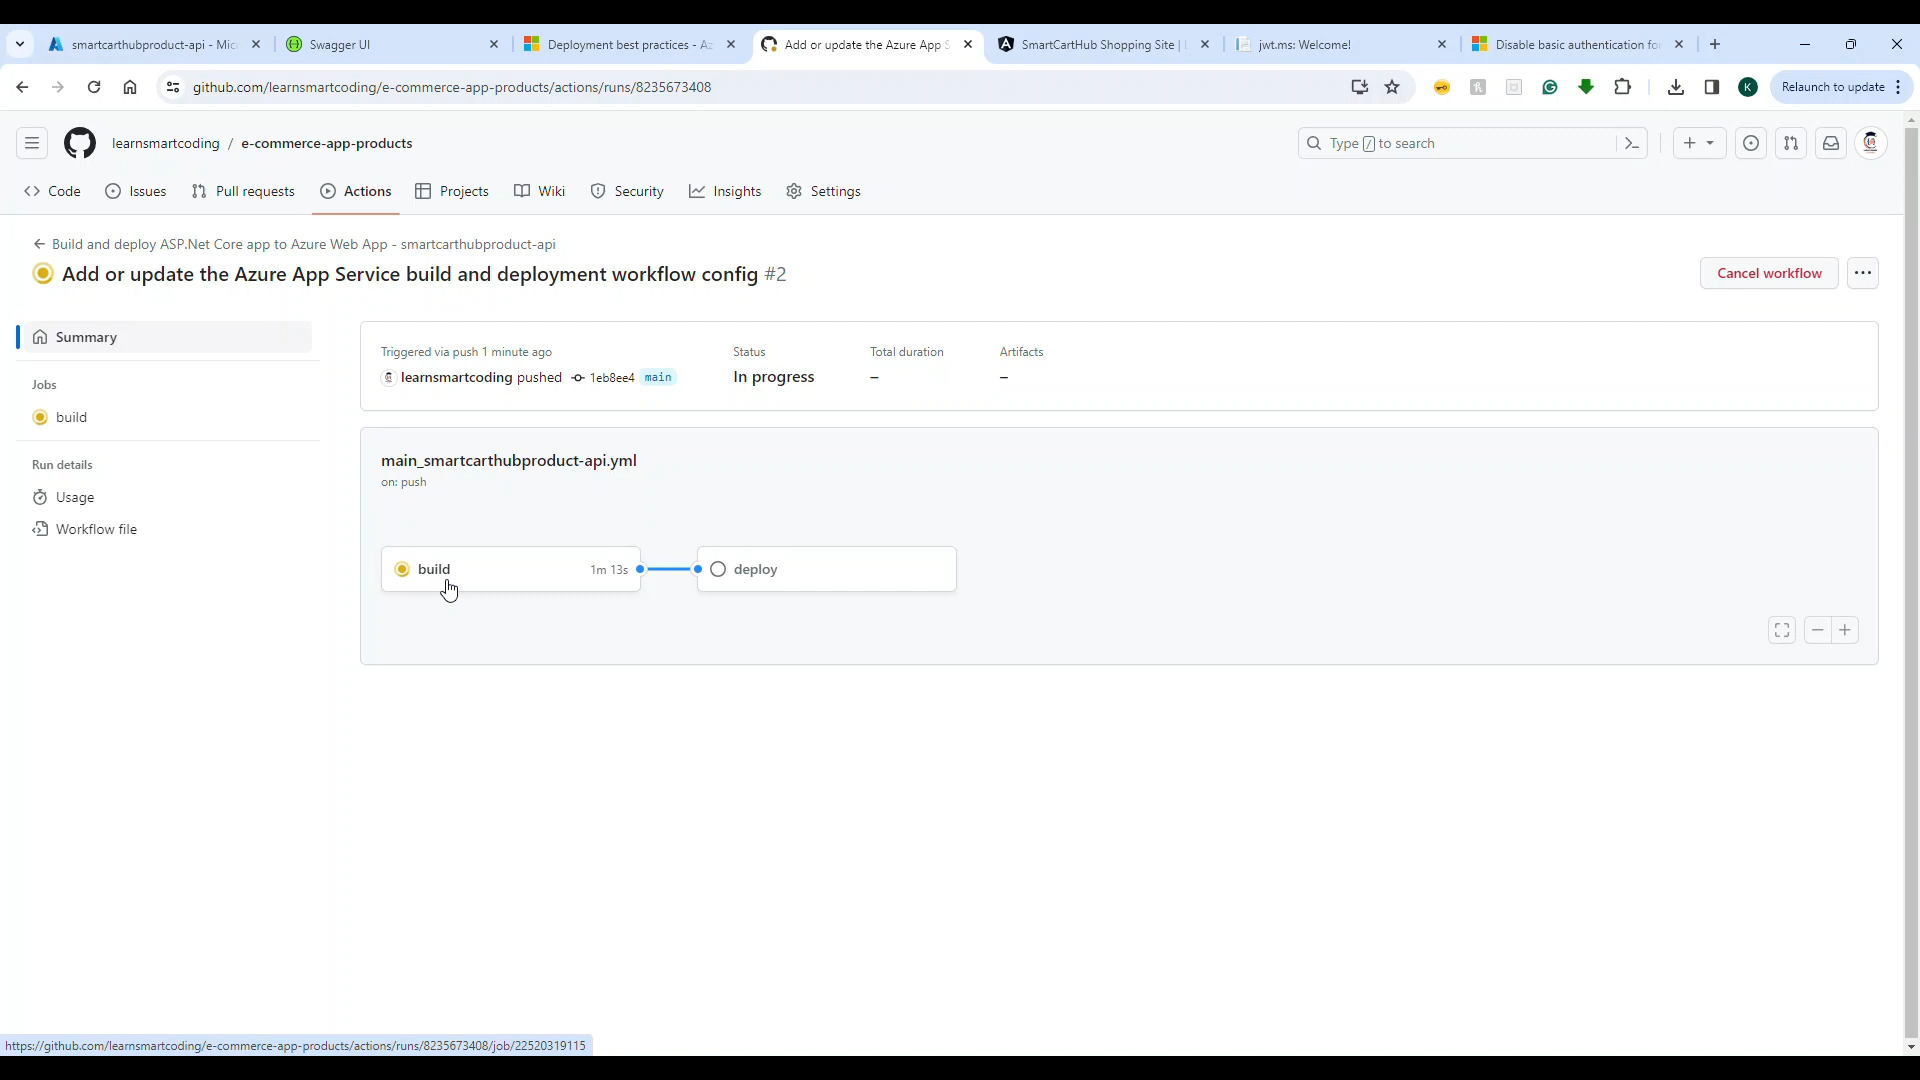 smartcarthubproduct-api - Mic
Swagger UI
Deployment best practices - Az
Add or update the Azure App S
SmartCartHub Shopping Site |
jwt.ms: Welcome!
Disable basic authentication fo
github.com/learnsmartcoding/e-commerce-app-products/actions/runs/8235673408
K
Relaunch to update
learnsmartcoding / e-commerce-app-products
Type / to search
Code
Issues
Pull requests
Actions
Projects
Wiki
Security
Insights
Settings
Build and deploy ASP.Net Core app to Azure Web App - smartcarthubproduct-api
Add or update the Azure App Service build and deployment workflow config #2
Cancel workflow
Summary
Jobs
build
Run details
Usage
Workflow file
Triggered via push 1 minute ago
learnsmartcoding pushed 1eb8ee4 main
Status
In progress
Total duration
–
Artifacts
–
main_smartcarthubproduct-api.yml
on: push
build 1m 13s
deploy
https://github.com/learnsmartcoding/e-commerce-app-products/actions/runs/8235673408/job/22520319115